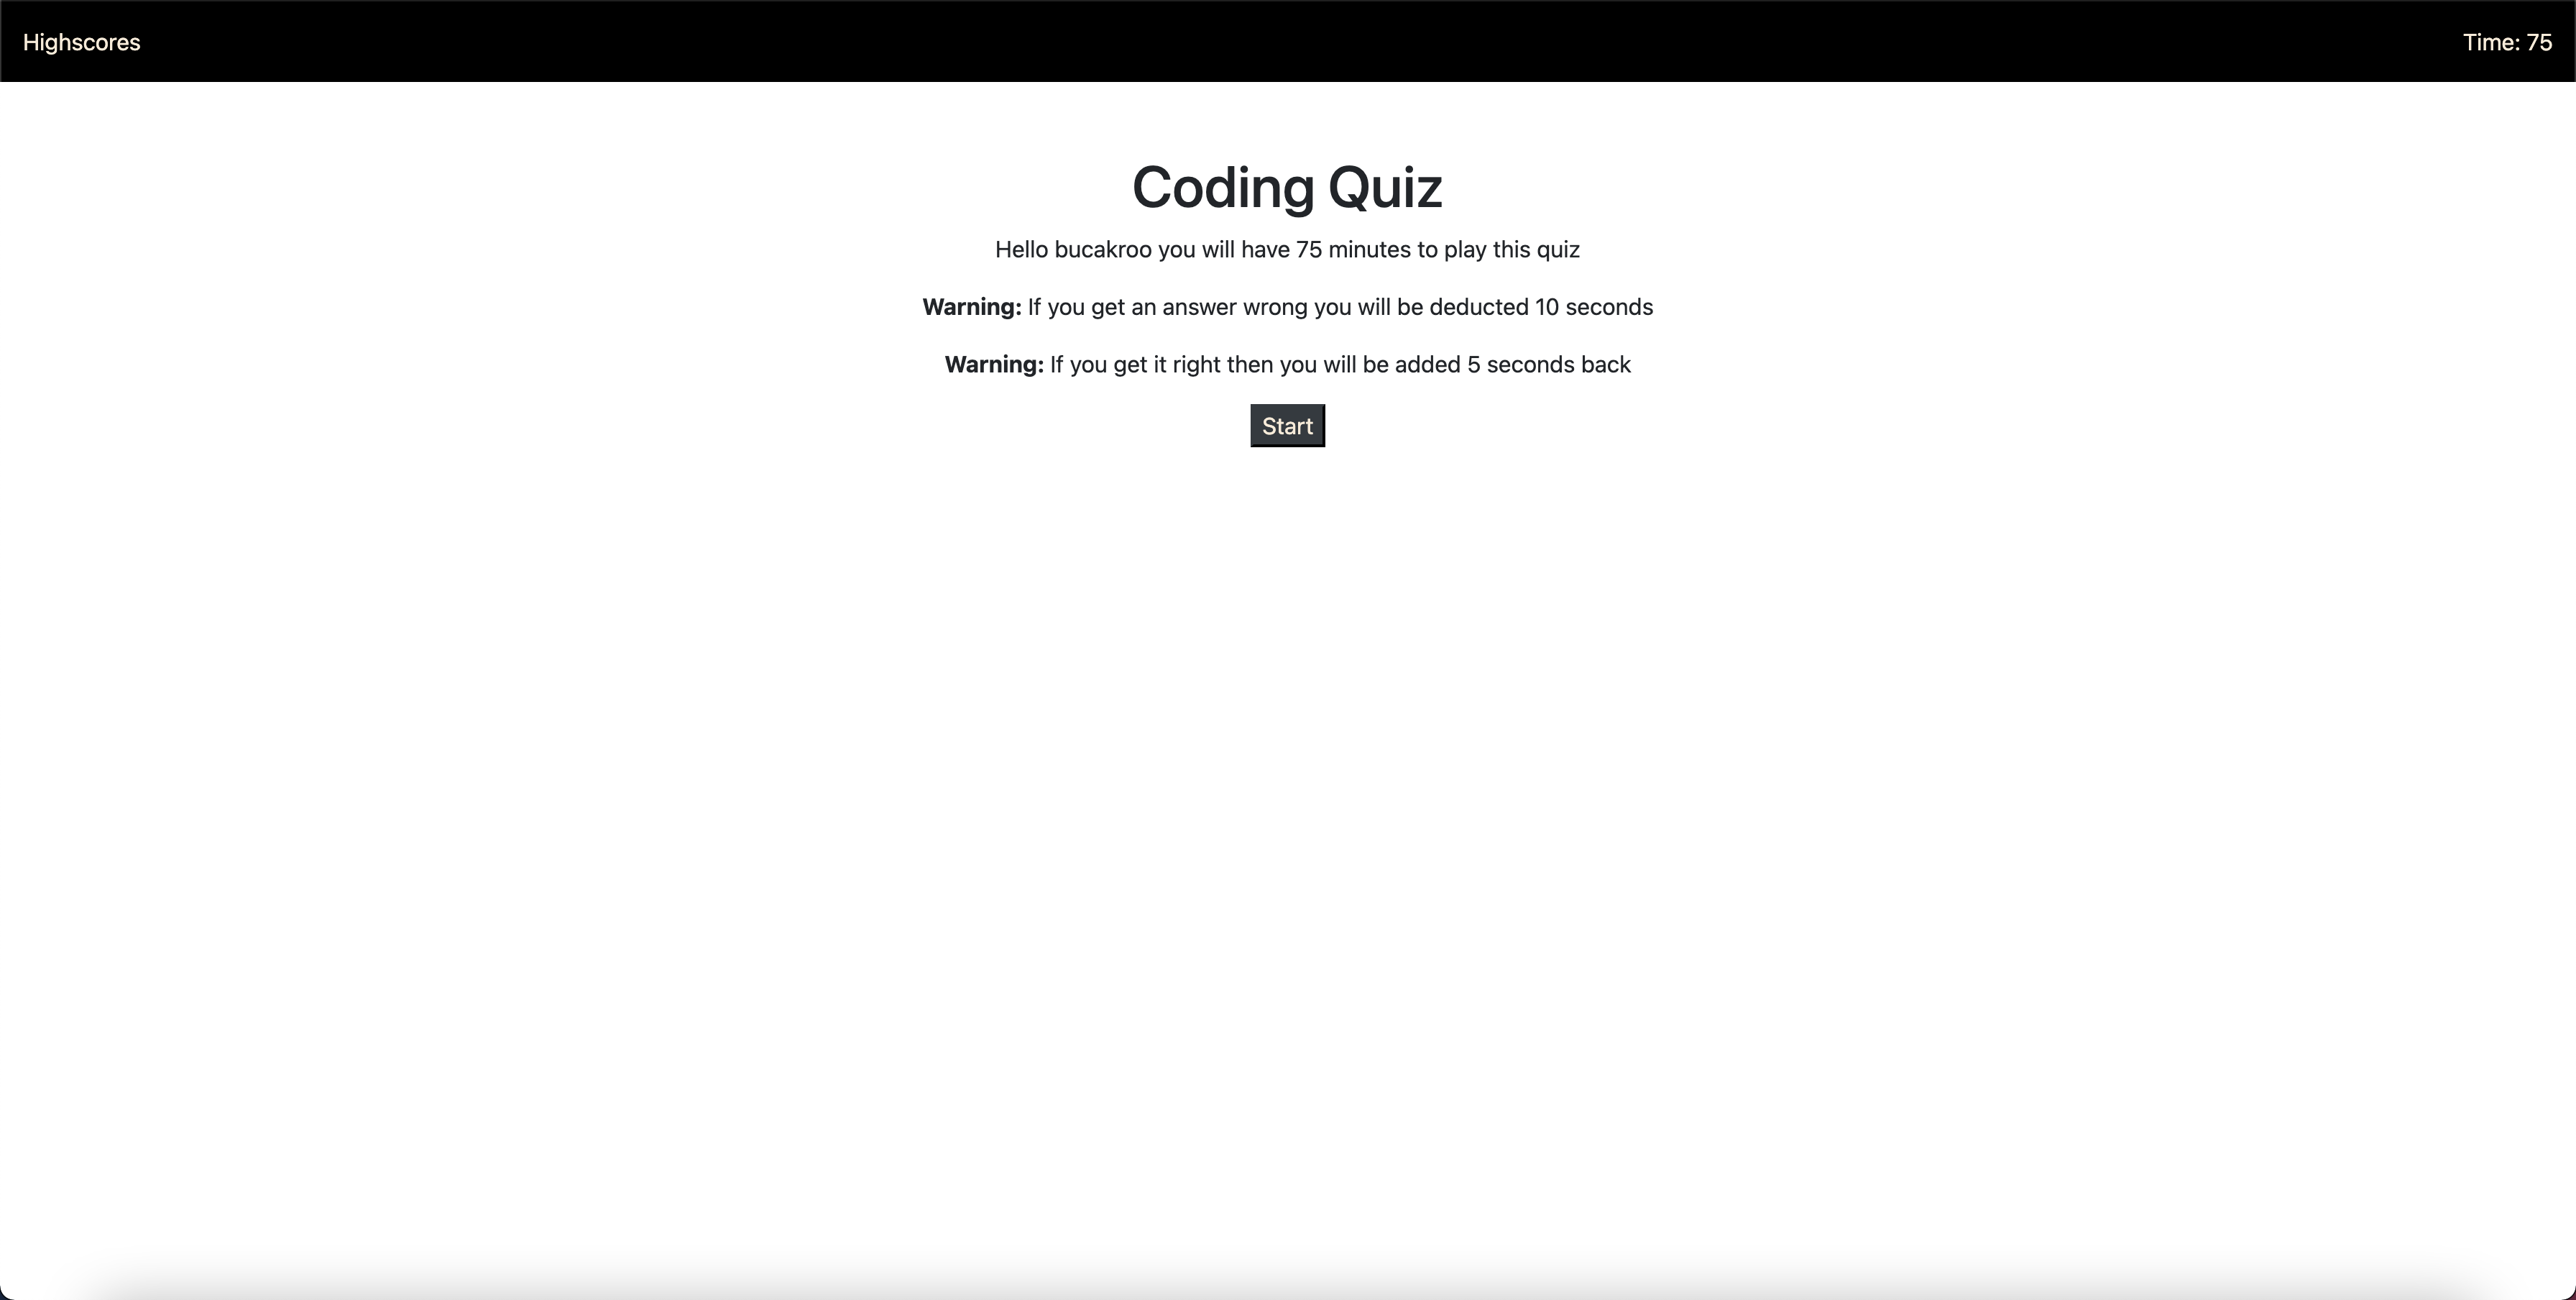 Highscores
Time: 75
Coding Quiz
Hello bucakroo you will have 75 minutes to play this quiz
Warning: If you get an answer wrong you will be deducted 10 seconds
Warning: If you get it right then you will be added 5 seconds back
Start